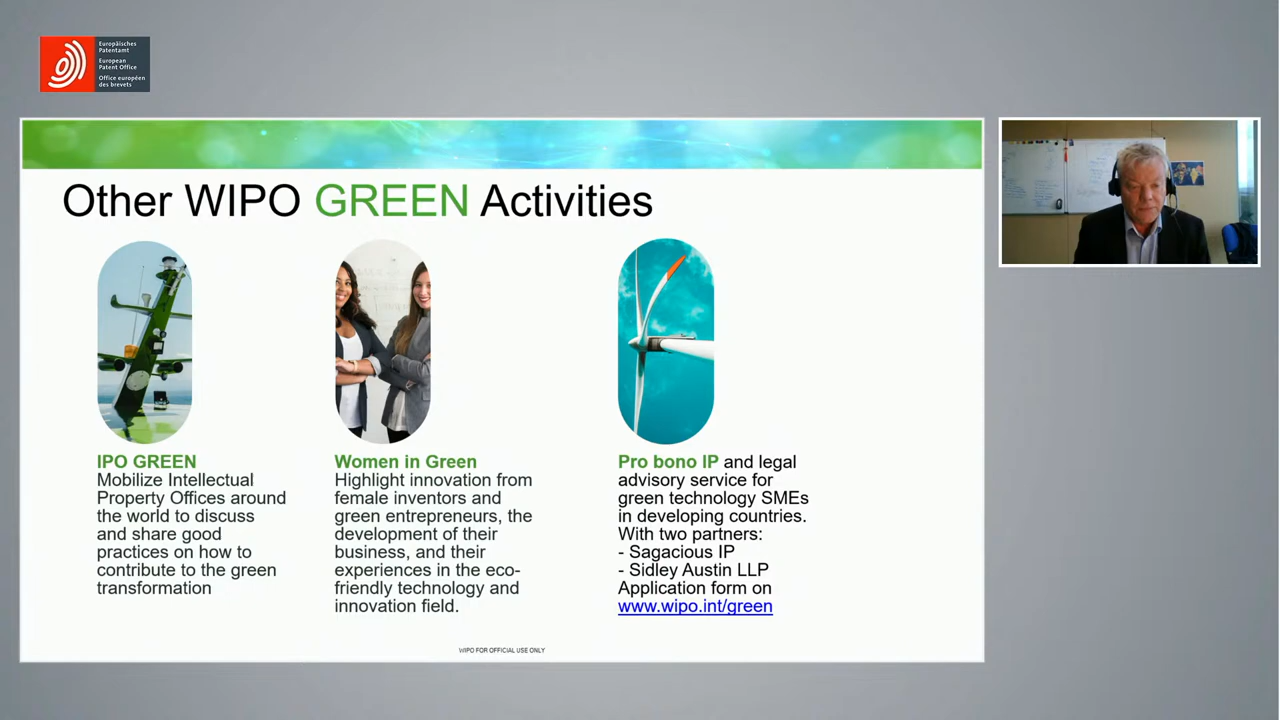 Europäisches
Patentamt
European
Patent Office
Office européen
des brevets
Other WIPO GREEN Activities
IPO GREEN
Mobilize Intellectual
Property Offices around
the world to discuss
and share good
practices on how to
contribute to the green
transformation
Women in Green
Highlight innovation from
female inventors and
green entrepreneurs, the
development of their
business, and their
experiences in the eco-
friendly technology and
innovation field.
Pro bono IP and legal
advisory service for
green technology SMEs
in developing countries.
With two partners:
- Sagacious IP
- Sidley Austin LLP
Application form on
www.wipo.int/green
WIPO FOR OFFICIAL USE ONLY